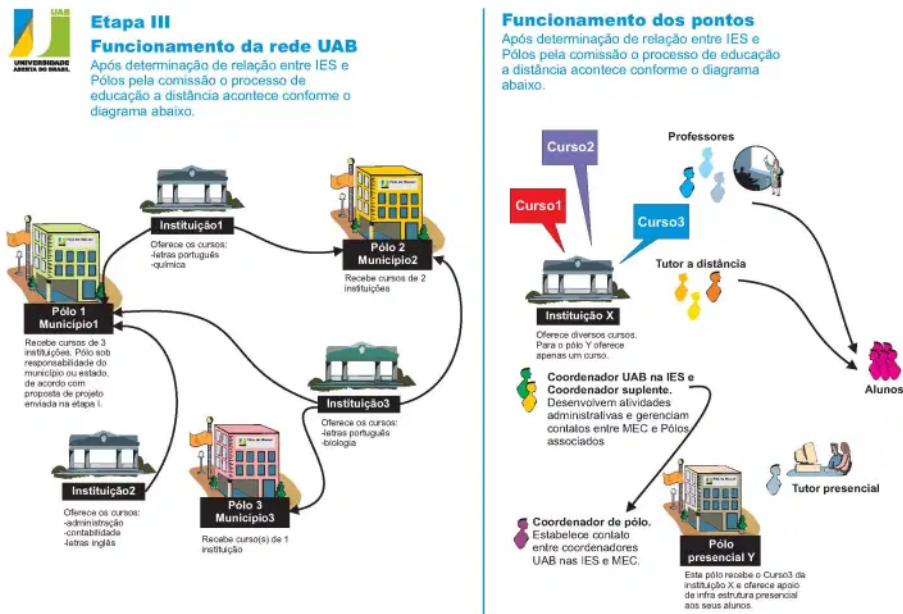 UAB
UNIVERSIDADE
ABERTA DO BRASIL
Etapa III
Funcionamento da rede UAB
Após determinação de relação entre IES e
Pólos pela comissão o processo de
educação a distância acontece conforme o
diagrama abaixo.
Instituição1
Oferece os cursos:
-letras português
-química
Pólo 2
Município2
Recebe cursos de 2
instituições
Pólo 1
Município1
Recebe cursos de 3
instituições. Pólo sob
responsabilidade do
município ou estado,
de acordo com
proposta de projeto
enviada na etapa I.
Instituição3
Oferece os cursos:
-letras português
-biologia
Instituição2
Oferece os cursos:
-administração
-contabilidade
-letras inglês
Pólo 3
Município3
Recebe curso(s) de 1
instituição
Funcionamento dos pontos
Após determinação de relação entre IES e
Pólos pela comissão o processo de educação
a distância acontece conforme o diagrama
abaixo.
Curso2
Curso1
Curso3
Professores
Tutor a distância
Instituição X
Oferece diversos cursos.
Para o pólo Y oferece
apenas um curso.
Alunos
Coordenador UAB na IES e
Coordenador suplente.
Desenvolvem atividades
administrativas e gerenciam
contatos entre MEC e Pólos
associados
Tutor presencial
Coordenador de pólo.
Estabelece contato
entre coordenadores
UAB nas IES e MEC.
Pólo
presencial Y
Este pólo recebe o Curso3 da
instituição X e oferece apoio
de infra estrutura presencial
aos seus alunos.